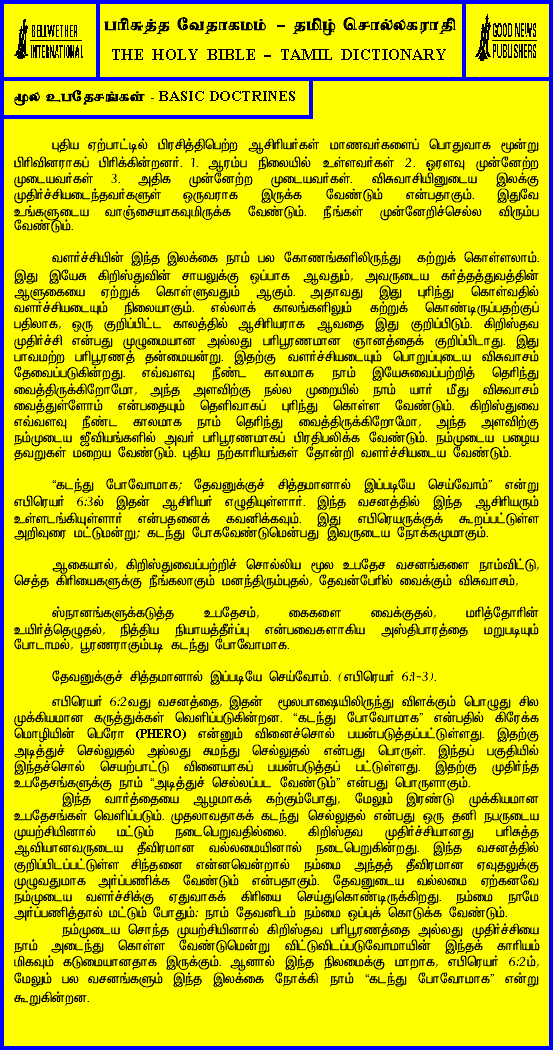 BELLWETHER
INTERNATIONAL
பரிசுத்த வேதாகமம் – தமிழ் சொல்லகராதி
THE HOLY BIBLE – TAMIL DICTIONARY
GOOD NEWS
PUBLISHERS
மூல உபதேசங்கள் - BASIC DOCTRINES
புதிய ஏற்பாட்டில் பிரசித்திபெற்ற ஆசிரியர்கள் மாணவர்களைப் பொதுவாக மூன்று
பிரிவினராகப் பிரிக்கின்றனர். 1. ஆரம்ப நிலையில் உள்ளவர்கள் 2. ஓரளவு முன்னேற்ற
முடையவர்கள் 3. அதிக முன்னேற்ற முடையவர்கள். விசுவாசியினுடைய இலக்கு
முதிர்ச்சியடைந்தவர்களுள் ஒருவராக இருக்க வேண்டும் என்பதாகும். இதுவே
உங்களுடைய வாஞ்சையாகவுமிருக்க வேண்டும். நீங்கள் முன்னேறிச்செல்ல விரும்ப
வேண்டும்.
வளர்ச்சியின் இந்த இலக்கை நாம் பல கோணங்களிலிருந்து கற்றுக் கொள்ளலாம்.
இது இயேசு கிறிஸ்துவின் சாயலுக்கு ஒப்பாக ஆவதும், அவருடைய கர்த்தத்துவத்தின்
ஆளுகையை ஏற்றுக் கொள்ளுவதும் ஆகும். அதாவது இது புரிந்து கொள்வதில்
வளர்ச்சியடையும் நிலையாகும். எல்லாக் காலங்களிலும் கற்றுக் கொண்டிருப்பதற்குப்
பதிலாக, ஒரு குறிப்பிட்ட காலத்தில் ஆசிரியராக ஆவதை இது குறிப்பிடும். கிறிஸ்தவ
முதிர்ச்சி என்பது முழுமையான அல்லது பரிபூரணமான ஞானத்தைக் குறிப்பிடாது. இது
பாவமற்ற பரிபூரணத் தன்மையன்று. இதற்கு வளர்ச்சியடையும் பொறுப்புடைய விசுவாசம்
தேவைப்படுகின்றது. எவ்வளவு நீண்ட காலமாக நாம் இயேசுவைப்பற்றித் தெரிந்து
வைத்திருக்கிறோமோ, அந்த அளவிற்கு நல்ல முறையில் நாம் யார் மீது விசுவாசம்
வைத்துள்ளோம் என்பதையும் தெளிவாகப் புரிந்து கொள்ள வேண்டும். கிறிஸ்துவை
எவ்வளவு நீண்ட காலமாக நாம் தெரிந்து வைத்திருக்கிறோமோ, அந்த அளவிற்கு
நம்முடைய ஜீவியங்களில் அவர் பரிபூரணமாகப் பிரதிபலிக்க வேண்டும். நம்முடைய பழைய
தவறுகள் மறைய வேண்டும். புதிய நற்காரியங்கள் தோன்றி வளர்ச்சியடைய வேண்டும்.
“கடந்து போவோமாக; தேவனுக்குச் சித்தமானால் இப்படியே செய்வோம்” என்று
எபிரெயர் 6:3ல் இதன் ஆசிரியர் எழுதியுள்ளார். இந்த வசனத்தில் இந்த ஆசிரியரும்
உள்ளடங்கியுள்ளார் என்பதனைக் கவனிக்கவும். இது எபிரெயருக்குக் கூறப்பட்டுள்ள
அறிவுரை மட்டுமன்று; கடந்து போகவேண்டுமென்பது இவருடைய நோக்கமுமாகும்.
ஆகையால், கிறிஸ்துவைப்பற்றிச் சொல்லிய மூல உபதேச வசனங்களை நாம்விட்டு,
செத்த கிரியைகளுக்கு நீங்கலாகும் மனந்திரும்புதல், தேவன்பேரில் வைக்கும் விசுவாசம்,
ஸ்நானங்களுக்கடுத்த உபதேசம், கைகளை வைக்குதல், மரித்தோரின்
உயிர்த்தெழுதல், நித்திய நியாயத்தீர்ப்பு என்பவைகளாகிய அஸ்திபாரத்தை மறுபடியும்
போடாமல், பூரணராகும்படி கடந்து போவோமாக.
தேவனுக்குச் சித்தமானால் இப்படியே செய்வோம். (எபிரெயர் 6:1-3).
எபிரெயர் 6:2வது வசனத்தை, இதன் மூலபாஷையிலிருந்து விளக்கும் பொழுது சில
முக்கியமான கருத்துக்கள் வெளிப்படுகின்றன. “கடந்து போவோமாக” என்பதில் கிரேக்க
மொழியின் பெரோ (PHERO) என்னும் வினைச்சொல் பயன்படுத்தப்பட்டுள்ளது. இதற்கு
அடித்துச் செல்லுதல் அல்லது சுமந்து செல்லுதல் என்பது பொருள். இந்தப் பகுதியில்
இந்தச்சொல் செயற்பாட்டு வினையாகப் பயன்படுத்தப் பட்டுள்ளது. இதற்கு முதிர்ந்த
உபதேசங்களுக்கு நாம் “அடித்துச் செல்லப்பட வேண்டும்” என்பது பொருளாகும்.
இந்த வார்த்தையை ஆழமாகக் கற்கும்போது, மேலும் இரண்டு முக்கியமான
உபதேசங்கள் வெளிப்படும். முதலாவதாகக் கடந்து செல்லுதல் என்பது ஒரு தனி நபருடைய
முயற்சியினால் மட்டும் நடைபெறுவதில்லை. கிறிஸ்தவ முதிர்ச்சியானது பரிசுத்த
ஆவியானவருடைய தீவிரமான வல்லமையினால் நடைபெறுகின்றது. இந்த வசனத்தில்
குறிப்பிடப்பட்டுள்ள சிந்தனை என்னவென்றால் நம்மை அந்தத் தீவிரமான ஏவுதலுக்கு
முழுவதுமாக அர்ப்பணிக்க வேண்டும் என்பதாகும். தேவனுடைய வல்லமை ஏற்கனவே
நம்முடைய வளர்ச்சிக்கு ஏதுவாகக் கிரியை செய்துகொண்டிருக்கிறது. நம்மை நாமே
அர்ப்பணித்தால் மட்டும் போதும்; நாம் தேவனிடம் நம்மை ஒப்புக் கொடுக்க வேண்டும்.
நம்முடைய சொந்த முயற்சியினால் கிறிஸ்தவ பரிபூரணத்தை அல்லது முதிர்ச்சியை
நாம் அடைந்து கொள்ள வேண்டுமென்று விட்டுவிடப்படுவோமாயின் இந்தக் காரியம்
மிகவும் கடுமையானதாக இருக்கும். ஆனால் இந்த நிலைமைக்கு மாறாக, எபிரெயர் 6:2ம்,
மேலும் பல வசனங்களும் இந்த இலக்கை நோக்கி நாம் “கடந்து போவோமாக” என்று
கூறுகின்றன.